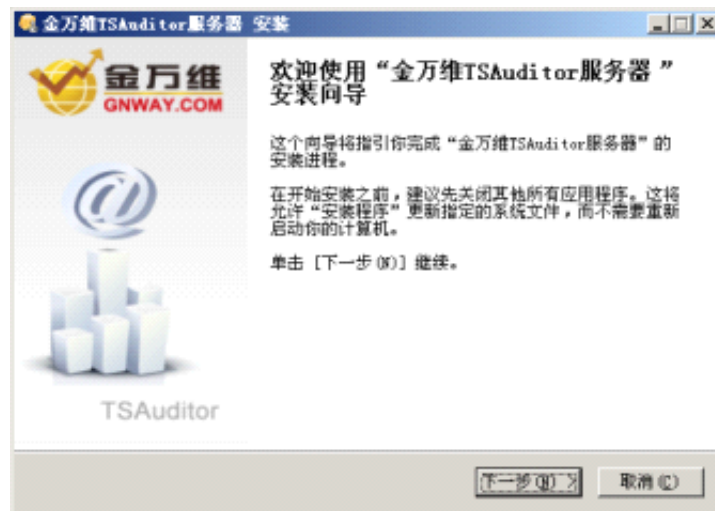 金万维TSAuditor服务器 安装
金万维
GNWAY.COM
欢迎使用“金万维TSAuditor服务器 ”
安装向导
这个向导将指引你完成“金万维TSAuditor服务器”的
安装进程。
在开始安装之前，建议先关闭其他所有应用程序。这将
允许“安装程序”更新指定的系统文件，而不需要重新
启动你的计算机。
单击 [下一步(N)] 继续。
TSAuditor
下一步(N) >
取消(C)